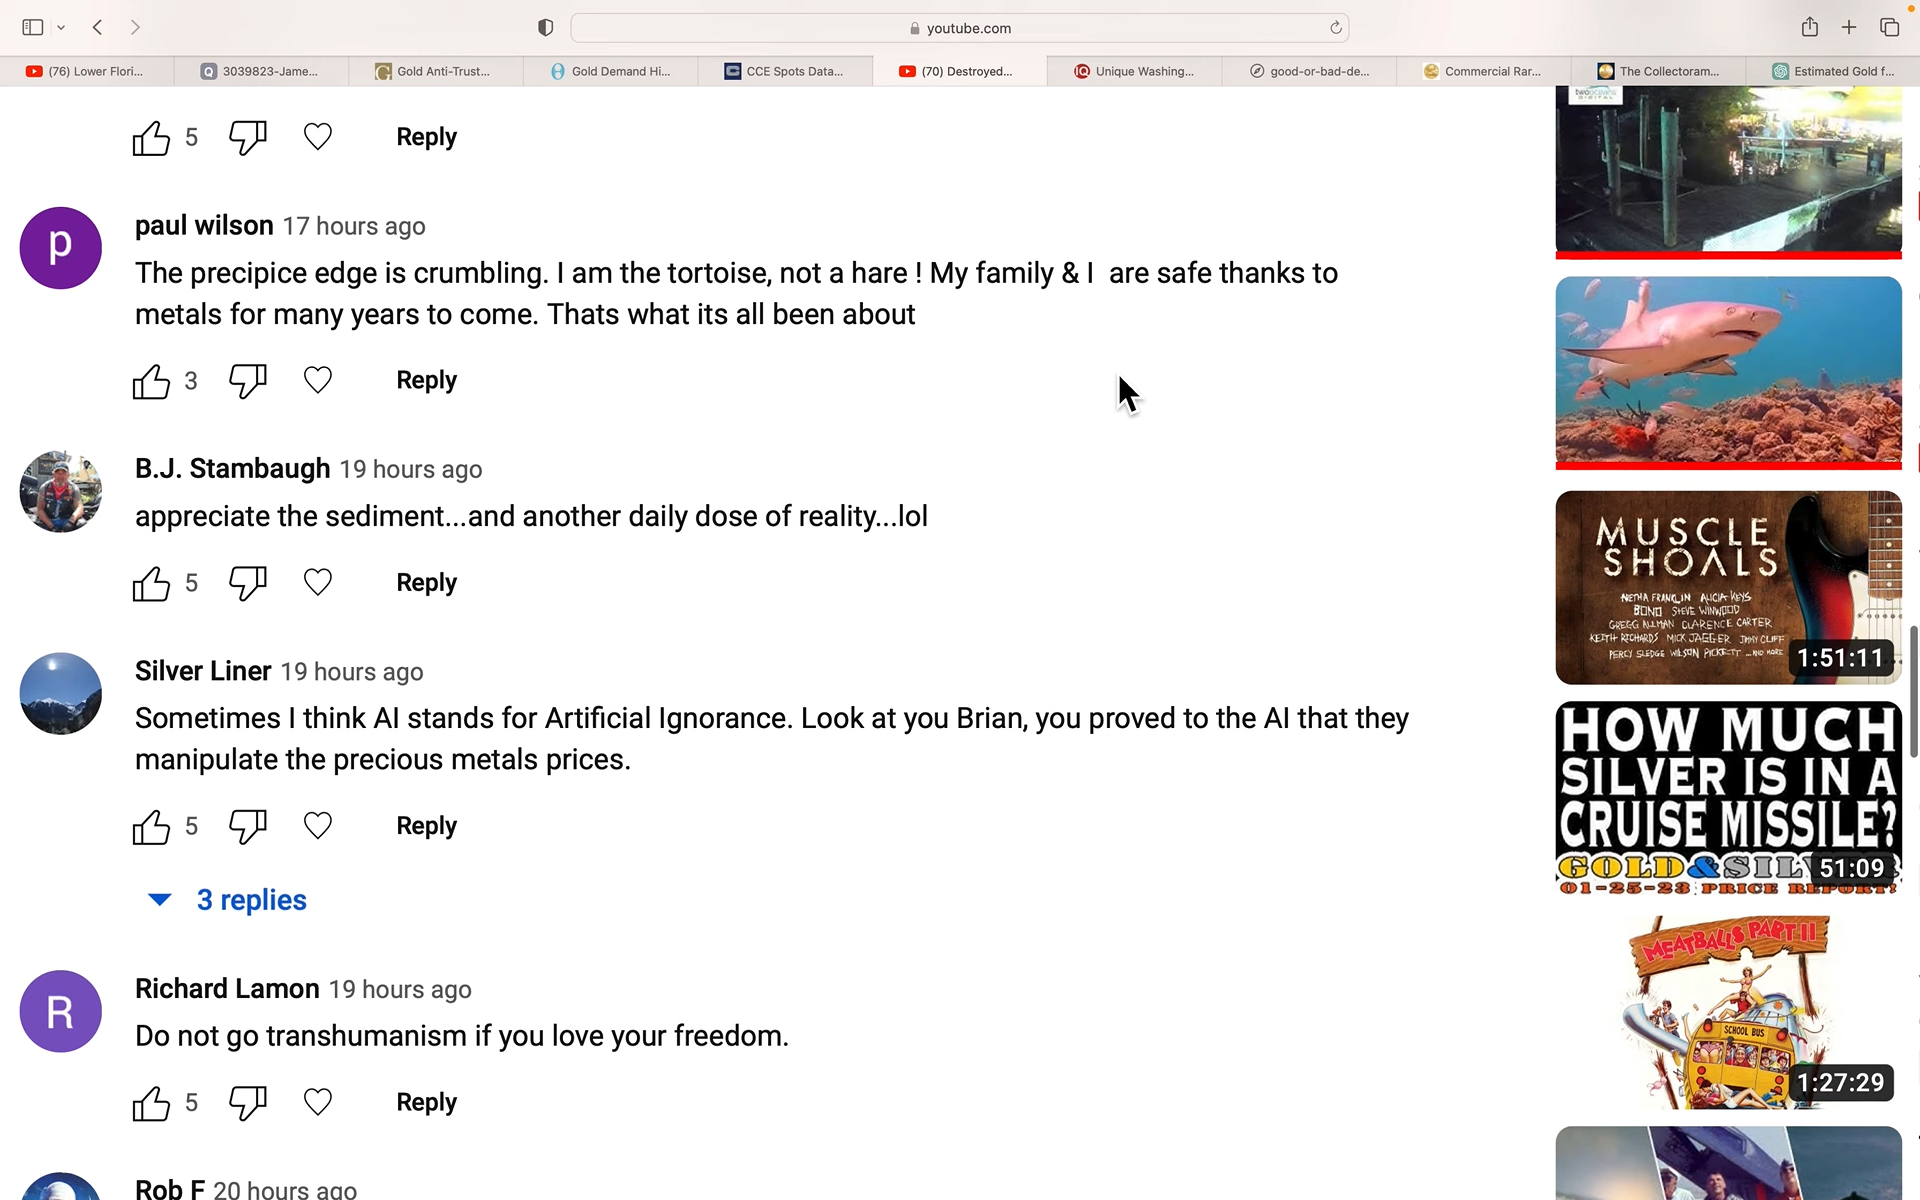 youtube.com
(76) Lower Flori...
3039823-Jame...
Gold Anti-Trust...
Gold Demand Hi...
CCE Spots Data...
(70) Destroyed...
Unique Washing...
good-or-bad-de...
Commercial Rar...
The Collectoram...
Estimated Gold f...
5
Reply
paul wilson 17 hours ago
The precipice edge is crumbling. I am the tortoise, not a hare ! My family & I  are safe thanks to
metals for many years to come. Thats what its all been about
3
Reply
B.J. Stambaugh 19 hours ago
appreciate the sediment...and another daily dose of reality...lol
5
Reply
Silver Liner 19 hours ago
Sometimes I think AI stands for Artificial Ignorance. Look at you Brian, you proved to the AI that they
manipulate the precious metals prices.
5
Reply
3 replies
R
Richard Lamon 19 hours ago
Do not go transhumanism if you love your freedom.
5
Reply
Rob F 20 hours ago
p
twooceans
DIGITAL
MUSCLE
SHOALS
ARETHA FRANKLIN ALICIA KEYS
BONO STEVE WINWOOD
GREGG ALLMAN CLARENCE CARTER
KEITH RICHARDS MICK JAGGER JIMMY CLIFF
PERCY SLEDGE WILSON PICKETT ...AND MORE
1:51:11
HOW MUCH
SILVER IS IN A
CRUISE MISSILE?
GOLD & SIL
51:09
01-25-23 PRICE REPORT!
MEATBALLS PART II
SCHOOL BUS
1:27:29